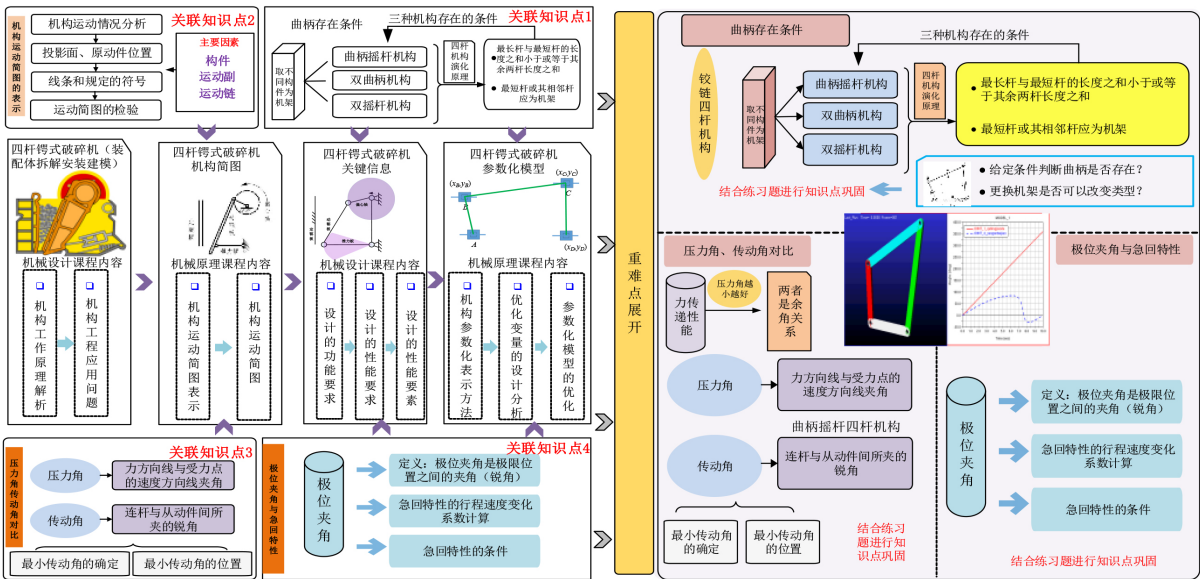 机构运动简图的表示
机构运动情况分析
投影面、原动件位置
线条和规定的符号
运动简图的检验
关联知识点2
主要因素
构件
运动副
运动链
关联知识点1
曲柄存在条件
三种机构存在的条件
取不同构件为机架
曲柄摇杆机构
双曲柄机构
双摇杆机构
四杆机构演化原理
最长杆与最短杆的长
度之和小于或等于其
余两杆长度之和
最短杆或其相邻杆
应为机架
四杆锷式破碎机（装
配体拆解安装建模）
机械设计课程内容
机构工作原理解析
机构工程应用问题
四杆锷式破碎机
机构简图
机械原理课程内容
机构运动简图表示
机构运动简图
四杆锷式破碎机
关键信息
机械设计课程内容
设计的功能要求
设计的性能要求
设计的性能要素
四杆锷式破碎机
参数化模型
(xB,yB)
B
A
(xC,yC)
C
(xD,yD)
机械原理课程内容
机构参数化表示方法
优化变量的设计分析
参数化模型的优化
关联知识点3
压力角传动角对比
压力角
力方向线与受力点
的速度方向线夹角
传动角
连杆与从动件间所
夹的锐角
最小传动角的确定
最小传动角的位置
关联知识点4
极位夹角与急回特性
极位夹角
定义：极位夹角是极限位
置之间的夹角（锐角）
急回特性的行程速度变化
系数计算
急回特性的条件
重难点展开
曲柄存在条件
三种机构存在的条件
铰链四杆机构
取不同构件为机架
曲柄摇杆机构
双曲柄机构
双摇杆机构
四杆机构演化原理
最长杆与最短杆的长度之和小于或等
于其余两杆长度之和
最短杆或其相邻杆应为机架
给定条件判断曲柄是否存在？
更换机架是否可以改变类型？
结合练习题进行知识点巩固
压力角、传动角对比
力传递性能
压力角越
小越好
两者是余角关系
压力角
力方向线与受力点的
速度方向线夹角
曲柄摇杆四杆机构
传动角
连杆与从动件间所夹的
锐角
最小传动角
的确定
最小传动角
的位置
结合练习
题进行知
识点巩固
极位夹角与急回特性
极位夹角
定义：极位夹角是极限位
置之间的夹角（锐角）
急回特性的行程速度变化
系数计算
急回特性的条件
结合练习题进行知识点巩固